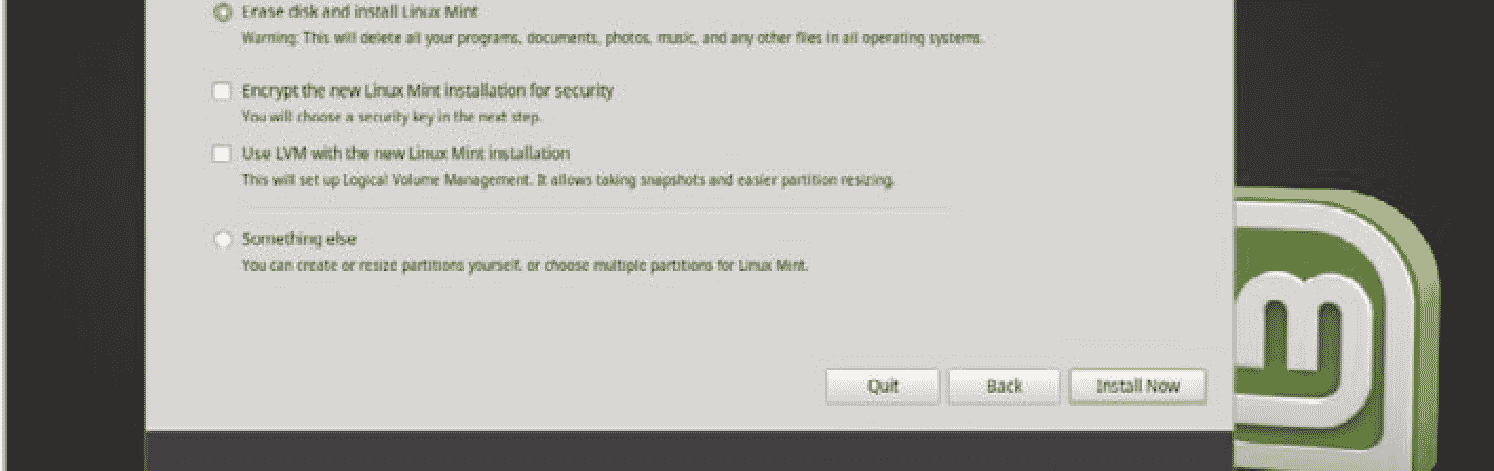 Erase disk and install Linux Mint
Warning: This will delete all your programs, documents, photos, music, and any other files in all operating systems.
Encrypt the new Linux Mint installation for security
You will choose a security key in the next step.
Use LVM with the new Linux Mint installation
This will set up Logical Volume Management. It allows taking snapshots and easier partition resizing.
Something else
You can create or resize partitions yourself, or choose multiple partitions for Linux Mint.
Quit Back Install Now